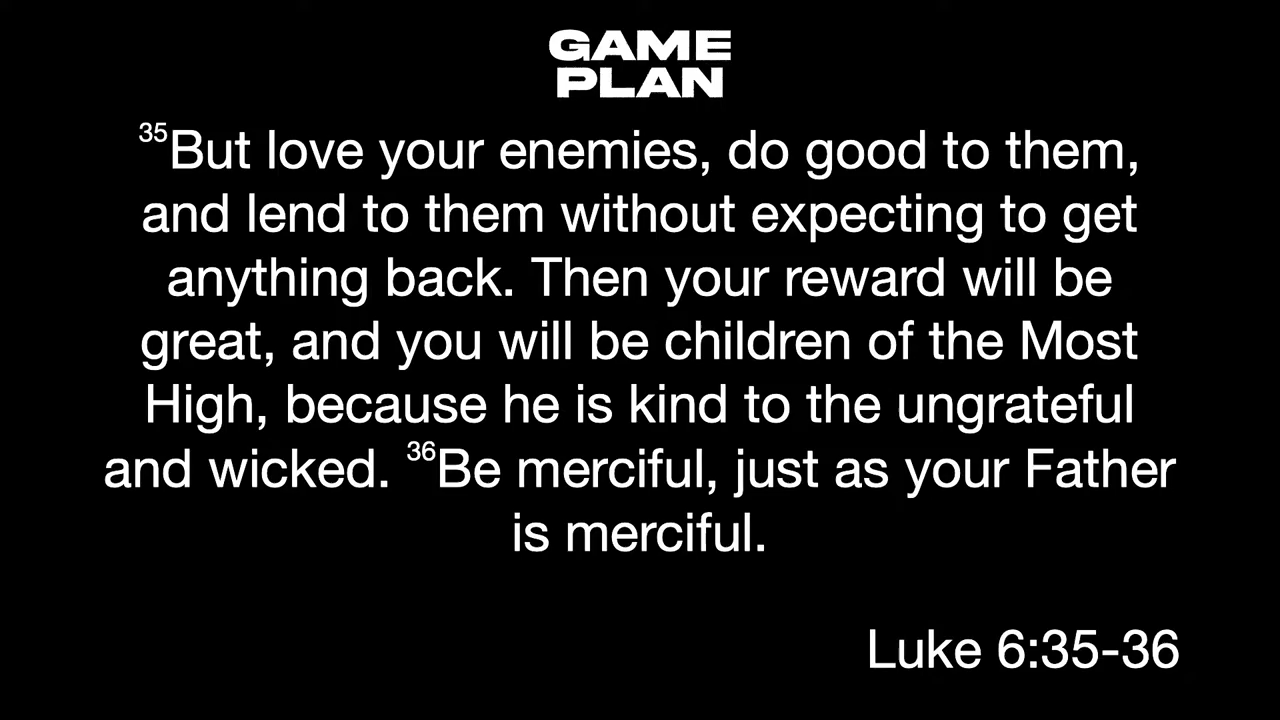 GAME
PLAN
35But love your enemies, do good to them,
and lend to them without expecting to get
anything back. Then your reward will be
great, and you will be children of the Most
High, because he is kind to the ungrateful
and wicked. 36Be merciful, just as your Father
is merciful.
Luke 6:35-36